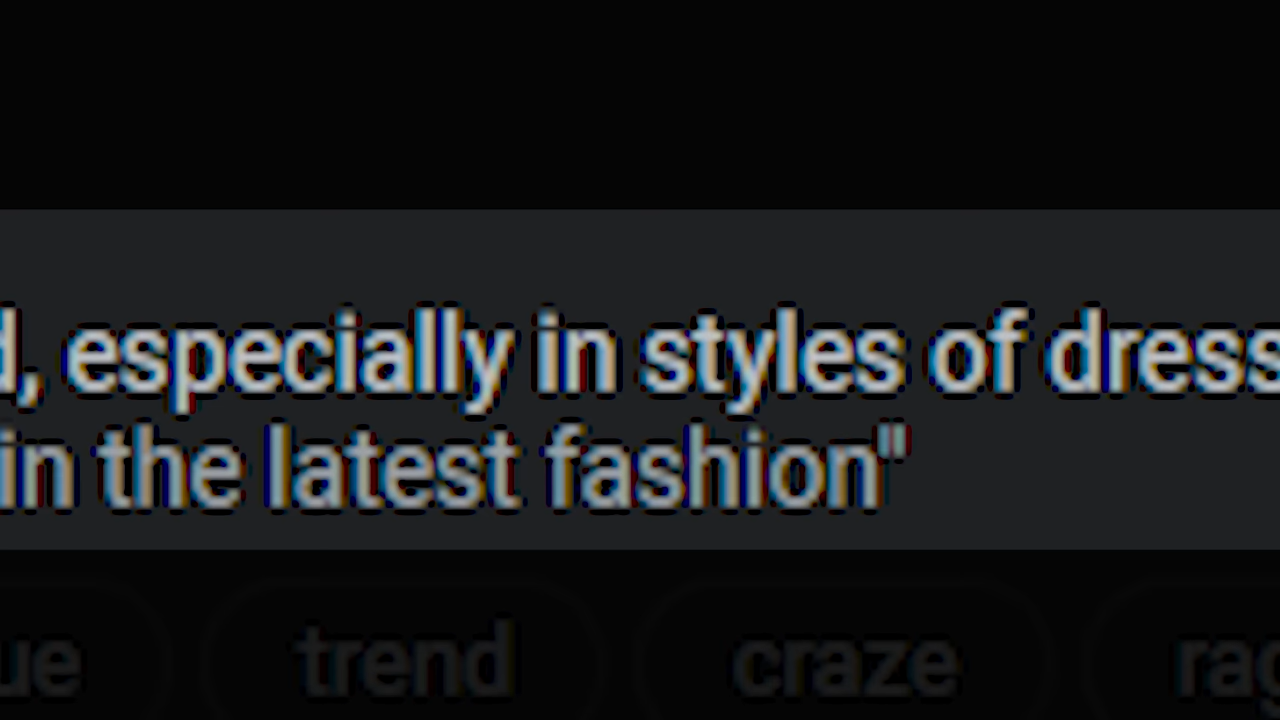 , especially in styles of dress
in the latest fashion"
trend craze